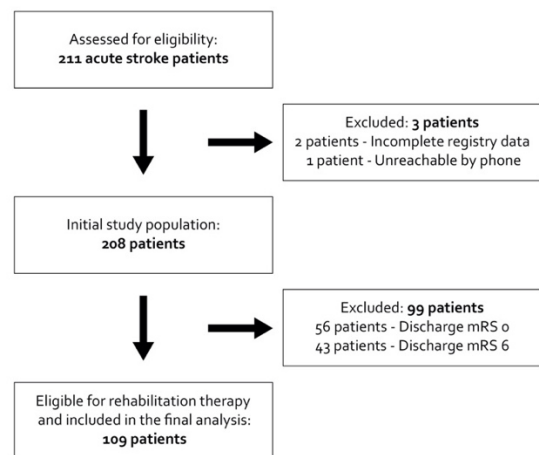 Assessed for eligibility:
211 acute stroke patients
Excluded: 3 patients
2 patients - Incomplete registry data
1 patient - Unreachable by phone
Initial study population:
208 patients
Excluded: 99 patients
56 patients - Discharge mRS 0
43 patients - Discharge mRS 6
Eligible for rehabilitation therapy
and included in the final analysis:
109 patients